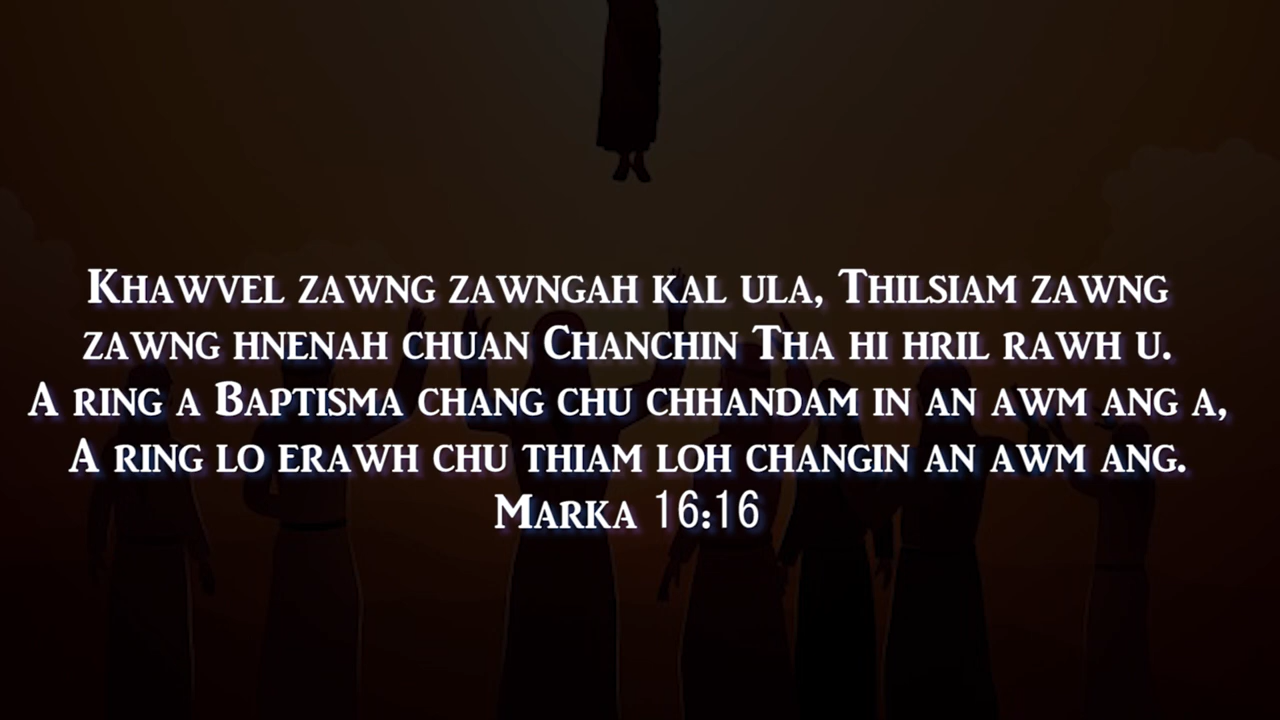 Khawvel zawng zawngah kal ula, Thilsiam zawng
zawng hnenah chuan Chanchin Tha hi hril rawh u.
A ring a Baptisma chang chu chhandam in an awm ang a,
A ring lo erawh chu thiam loh changin an awm ang.
Marka 16:16